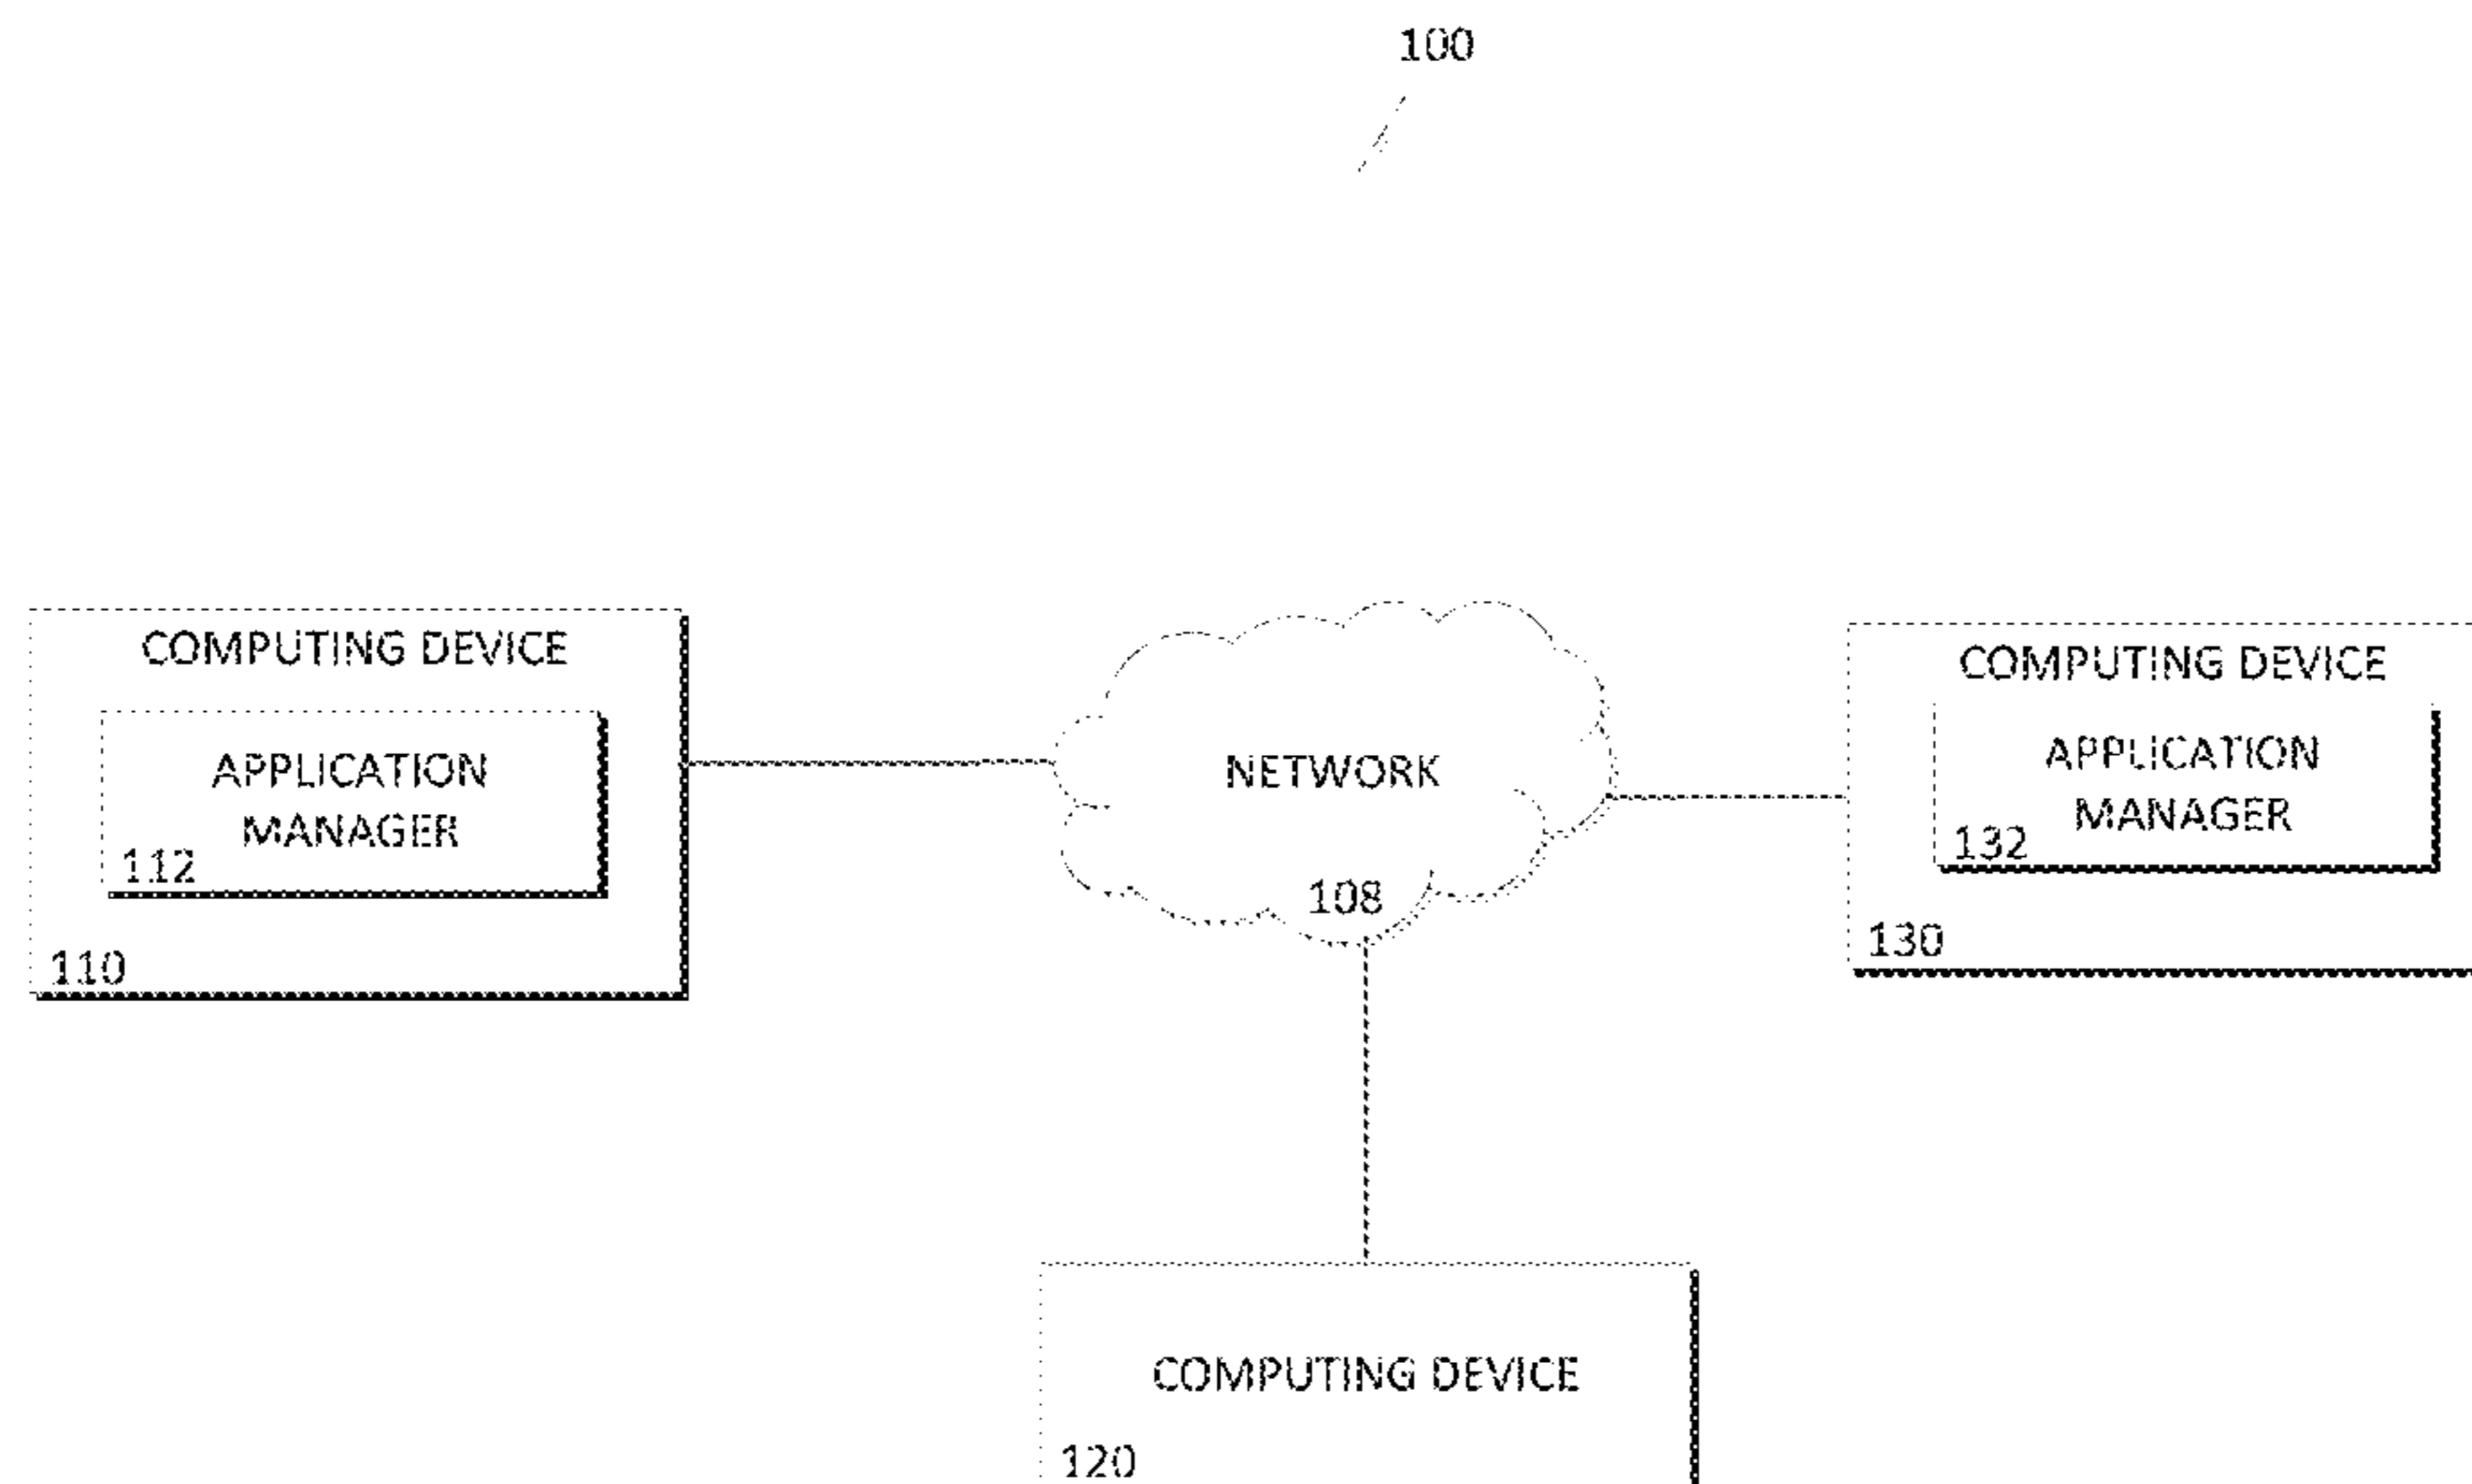 100
COMPUTING DEVICE
APPLICATION
MANAGER
112
110
NETWORK
108
COMPUTING DEVICE
APPLICATION
MANAGER
132
130
COMPUTING DEVICE
120